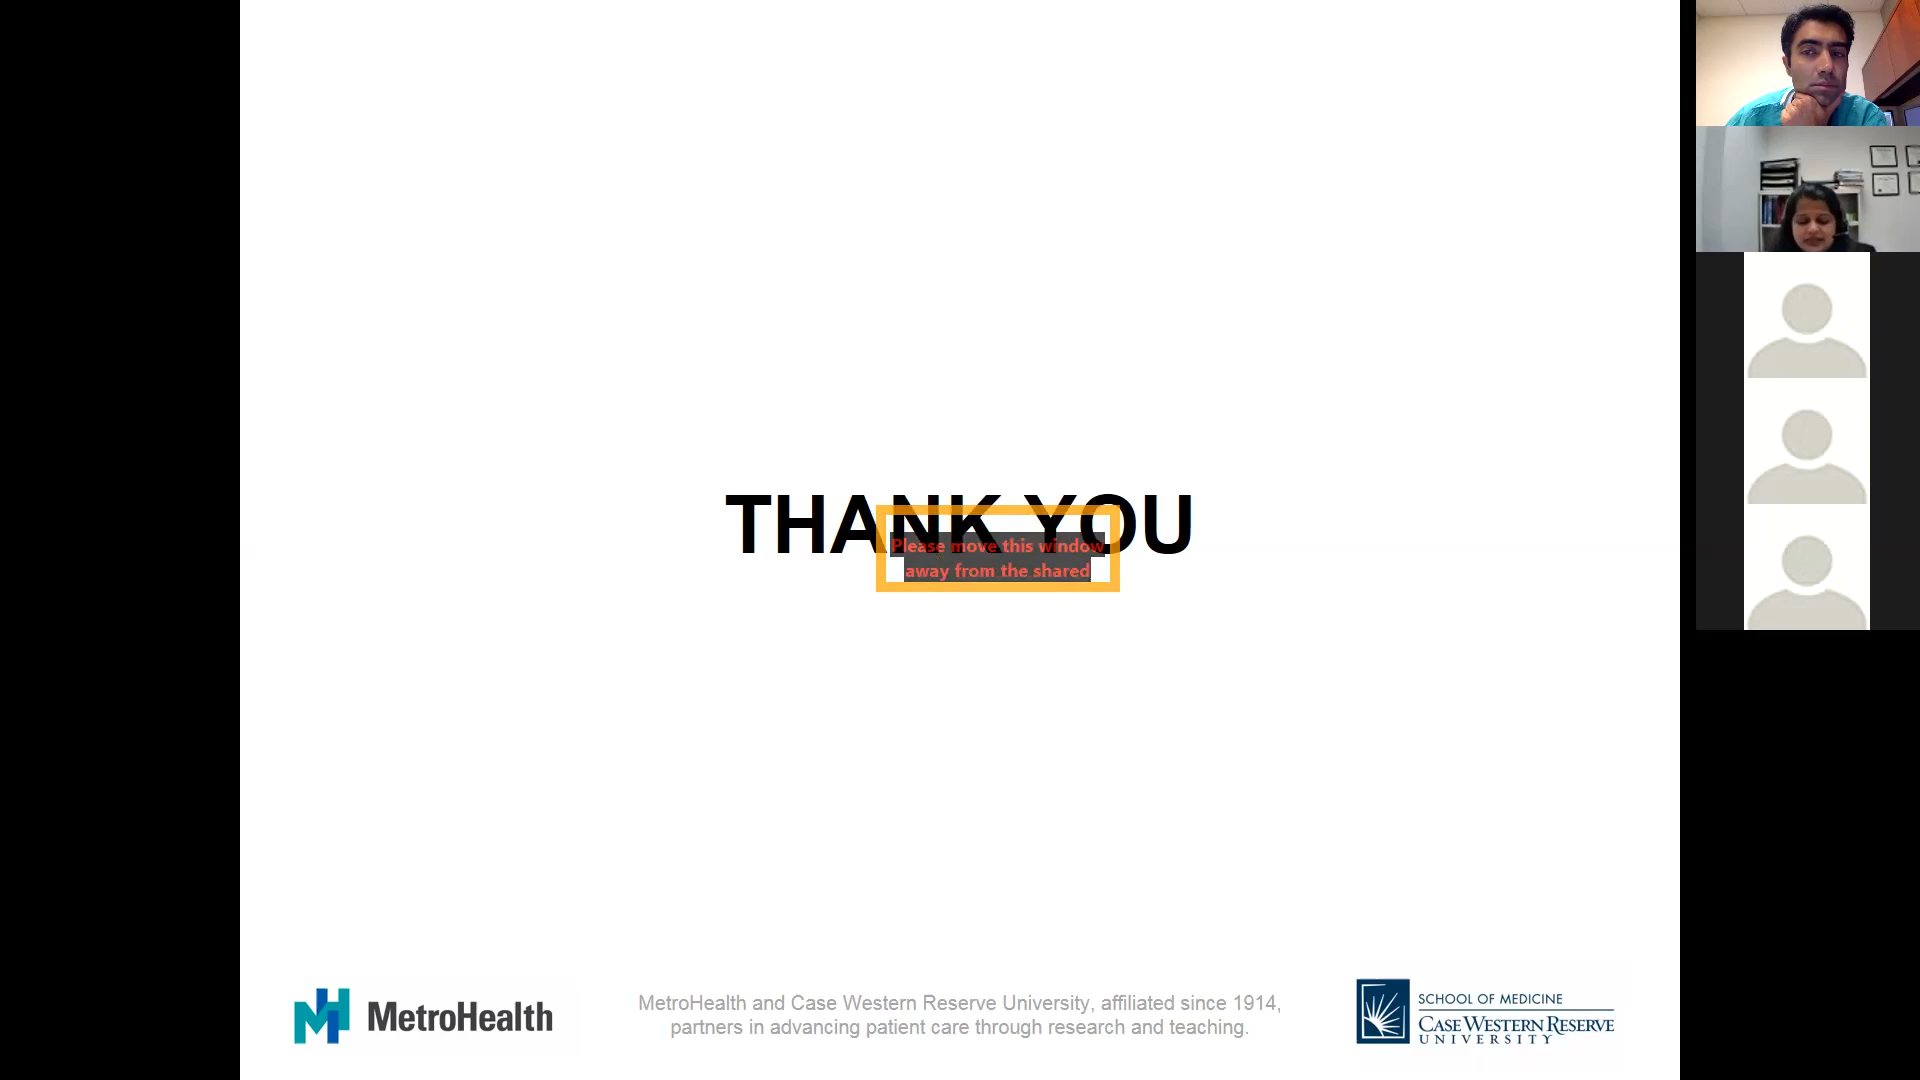 THANK YOU
Please move this window
away from the shared
MetroHealth
MetroHealth and Case Western Reserve University, affiliated since 1914,
partners in advancing patient care through research and teaching.
SCHOOL OF MEDICINE
CASE WESTERN RESERVE
UNIVERSITY